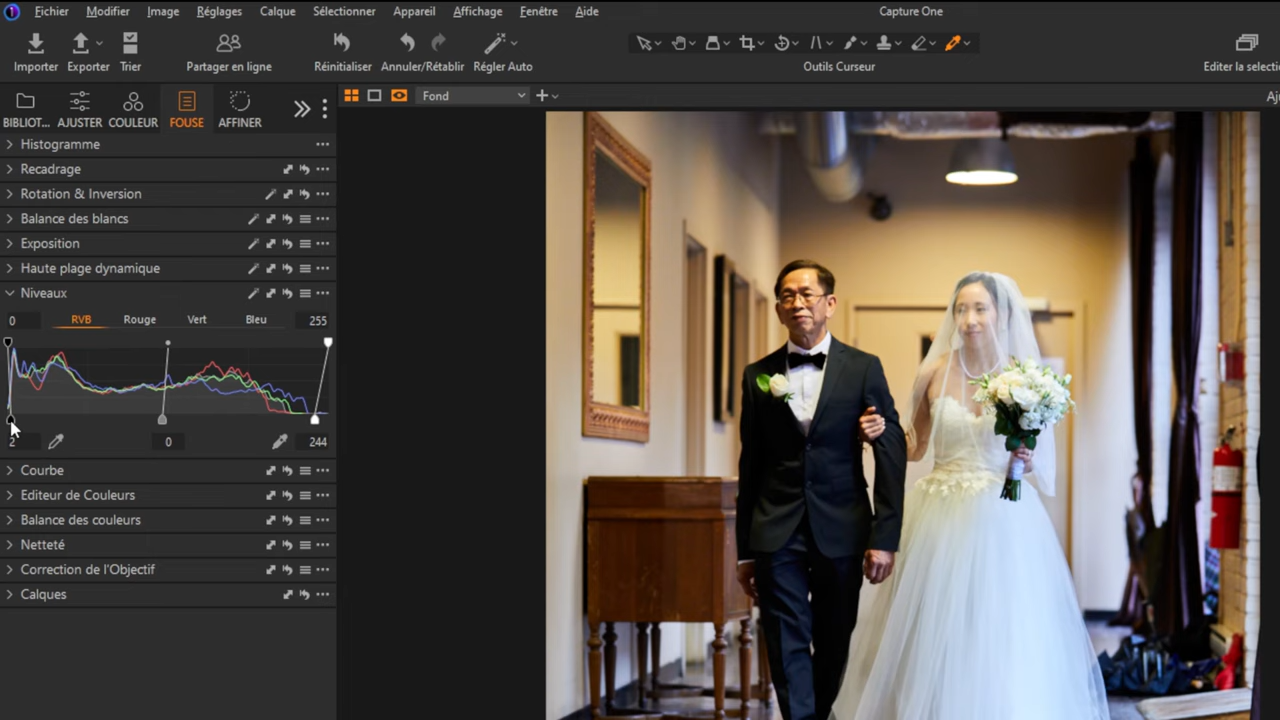 Fichier Modifier Image Réglages Calque Sélectionner Appareil Affichage Fenêtre Aide Capture One
Importer Exporter Trier Partager en ligne Réinitialiser Annuler/Rétablir Régler Auto Outils Curseur Editer la selecti
BIBLIOT... AJUSTER COULEUR FOUSE AFFINER
Fond
Aj
Histogramme
Recadrage
Rotation & Inversion
Balance des blancs
Exposition
Haute plage dynamique
Niveaux
0 RVB Rouge Vert Bleu 255
2 0 244
Courbe
Editeur de Couleurs
Balance des couleurs
Netteté
Correction de l'Objectif
Calques